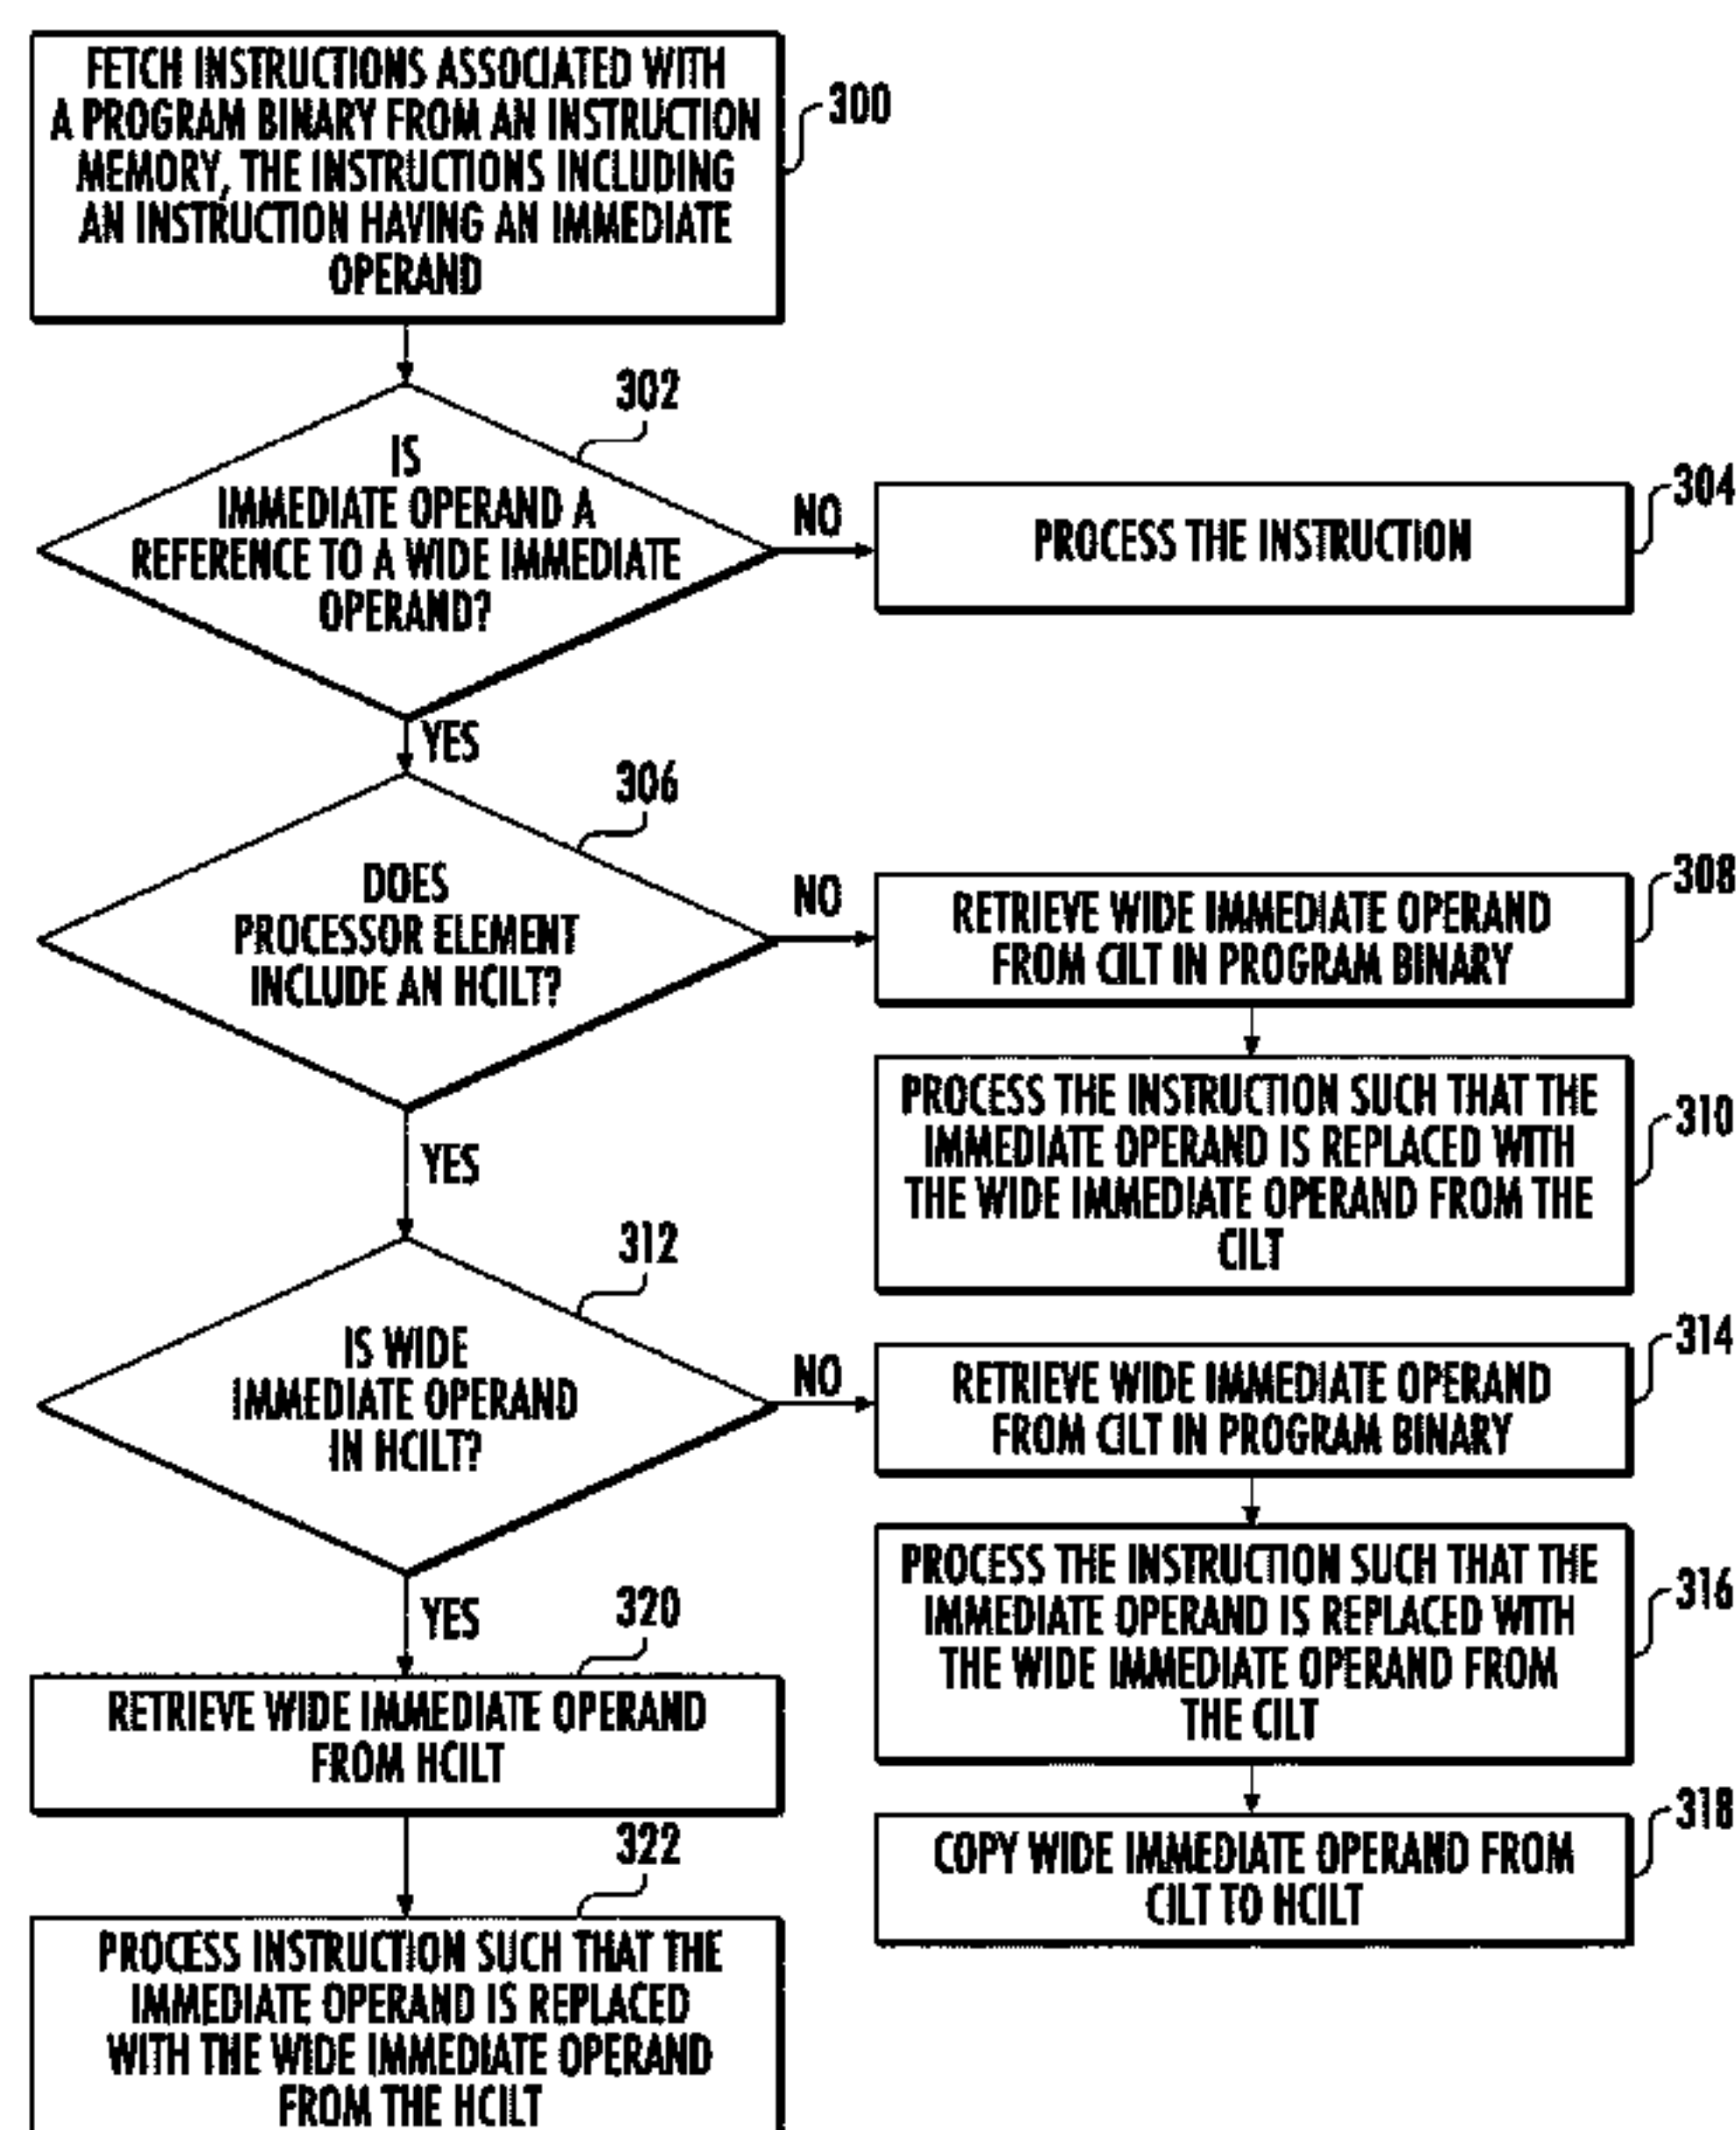 FETCH INSTRUCTIONS ASSOCIATED WITH
A PROGRAM BINARY FROM AN INSTRUCTION
MEMORY, THE INSTRUCTIONS INCLUDING
AN INSTRUCTION HAVING AN IMMEDIATE
OPERAND
300
302
IS
IMMEDIATE OPERAND A
REFERENCE TO A WIDE IMMEDIATE
OPERAND?
NO
PROCESS THE INSTRUCTION
304
YES
306
DOES
PROCESSOR ELEMENT
INCLUDE AN HCILT?
NO
RETRIEVE WIDE IMMEDIATE OPERAND
FROM CILT IN PROGRAM BINARY
308
PROCESS THE INSTRUCTION SUCH THAT THE
IMMEDIATE OPERAND IS REPLACED WITH
THE WIDE IMMEDIATE OPERAND FROM THE
CILT
310
YES
312
IS WIDE
IMMEDIATE OPERAND
IN HCILT?
NO
RETRIEVE WIDE IMMEDIATE OPERAND
FROM CILT IN PROGRAM BINARY
314
PROCESS THE INSTRUCTION SUCH THAT THE
IMMEDIATE OPERAND IS REPLACED WITH
THE WIDE IMMEDIATE OPERAND FROM
THE CILT
316
COPY WIDE IMMEDIATE OPERAND FROM
CILT TO HCILT
318
YES
320
RETRIEVE WIDE IMMEDIATE OPERAND
FROM HCILT
322
PROCESS INSTRUCTION SUCH THAT THE
IMMEDIATE OPERAND IS REPLACED
WITH THE WIDE IMMEDIATE OPERAND
FROM THE HCILT